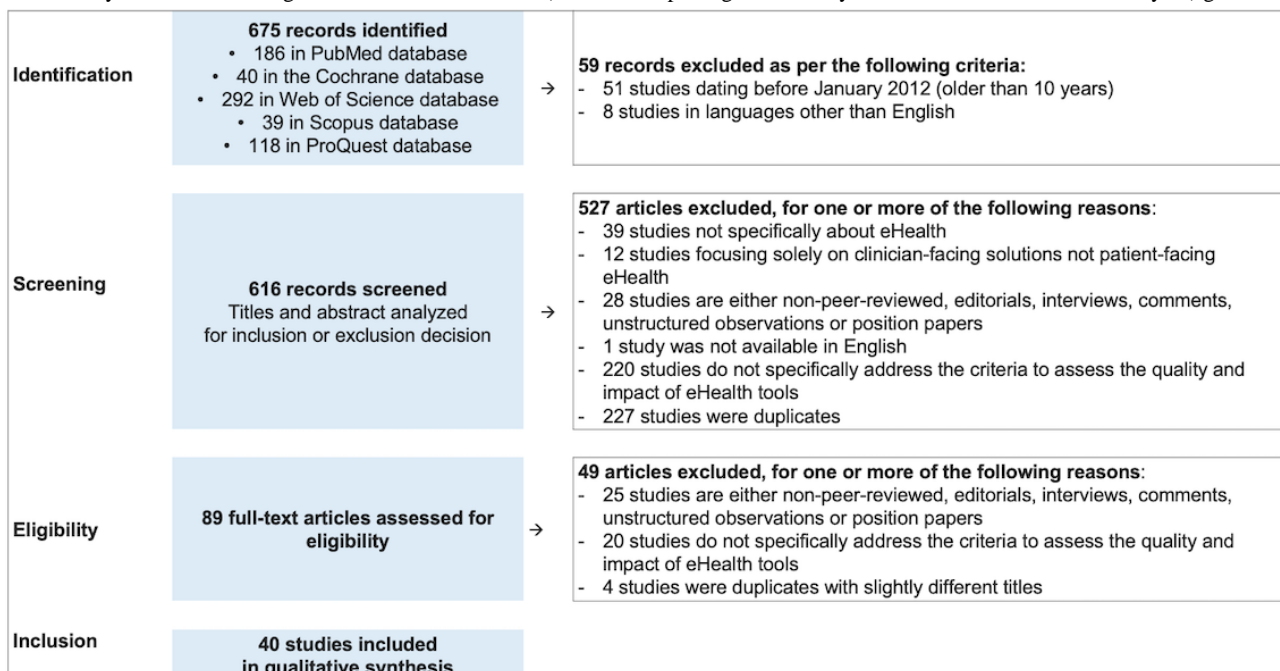 Identification
675 records identified
• 186 in PubMed database
• 40 in the Cochrane database
• 292 in Web of Science database
• 39 in Scopus database
• 118 in ProQuest database
→
59 records excluded as per the following criteria:
- 51 studies dating before January 2012 (older than 10 years)
- 8 studies in languages other than English
Screening
616 records screened
Titles and abstract analyzed
for inclusion or exclusion decision
→
527 articles excluded, for one or more of the following reasons:
- 39 studies not specifically about eHealth
- 12 studies focusing solely on clinician-facing solutions not patient-facing
eHealth
- 28 studies are either non-peer-reviewed, editorials, interviews, comments,
unstructured observations or position papers
- 1 study was not available in English
- 220 studies do not specifically address the criteria to assess the quality and
impact of eHealth tools
- 227 studies were duplicates
Eligibility
89 full-text articles assessed for
eligibility
→
49 articles excluded, for one or more of the following reasons:
- 25 studies are either non-peer-reviewed, editorials, interviews, comments,
unstructured observations or position papers
- 20 studies do not specifically address the criteria to assess the quality and
impact of eHealth tools
- 4 studies were duplicates with slightly different titles
Inclusion
40 studies included
in qualitative synthesis